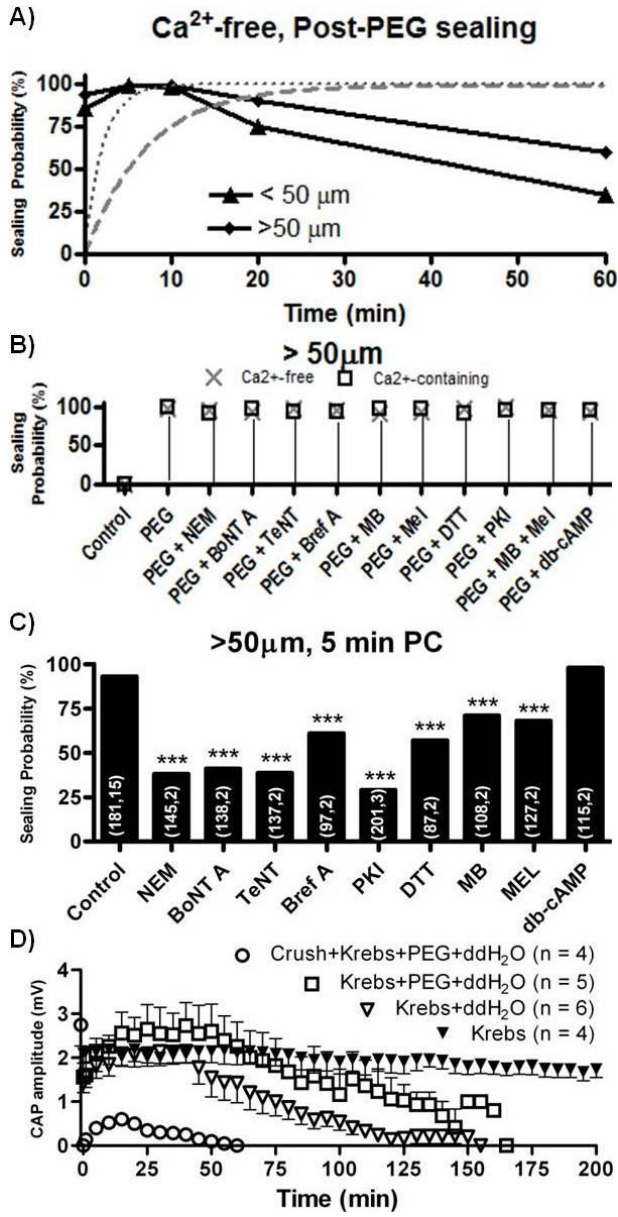 A)
Ca²⁺-free, Post-PEG sealing
Sealing Probability (%)
100
75
50
25
0
< 50 μm
>50 μm
0 10 20 30 40 50 60
Time (min)
B)
> 50μm
Ca2+-free Ca2+-containing
Sealing
Probability (%)
100
50
0
Control
PEG
PEG + NEM
PEG + BoNT A
PEG + TeNT
PEG + Bref A
PEG + MB
PEG + Mel
PEG + DTT
PEG + PKI
PEG + MB + Mel
PEG + db-cAMP
C)
>50μm, 5 min PC
Sealing Probability (%)
100
75
50
25
0
*** *** *** *** *** *** *** ***
(181,15)
(145,2)
(138,2)
(137,2)
(97,2)
(201,3)
(87,2)
(108,2)
(127,2)
(115,2)
Control
NEM
BoNT A
TeNT
Bref A
PKI
DTT
MB
MEL
db-cAMP
D)
Crush+Krebs+PEG+ddH₂O (n = 4)
Krebs+PEG+ddH₂O (n = 5)
Krebs+ddH₂O (n = 6)
Krebs (n = 4)
CAP amplitude (mV)
4
3
2
1
0
0 25 50 75 100 125 150 175 200
Time (min)